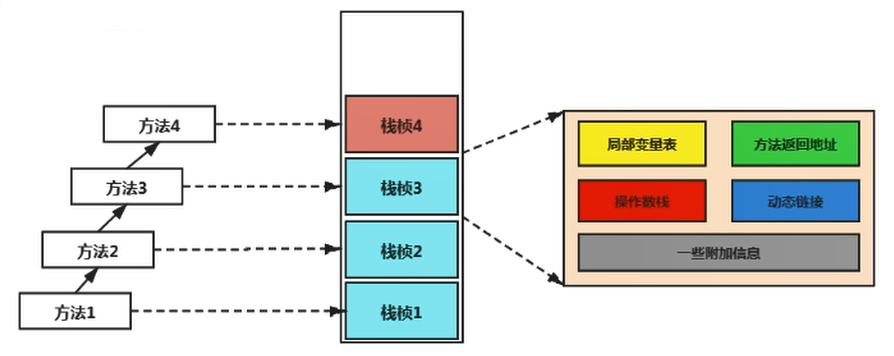 方法4
方法3
方法2
方法1
栈桢4
栈桢3
栈桢2
栈桢1
局部变量表
方法返回地址
操作数栈
动态链接
一些附加信息